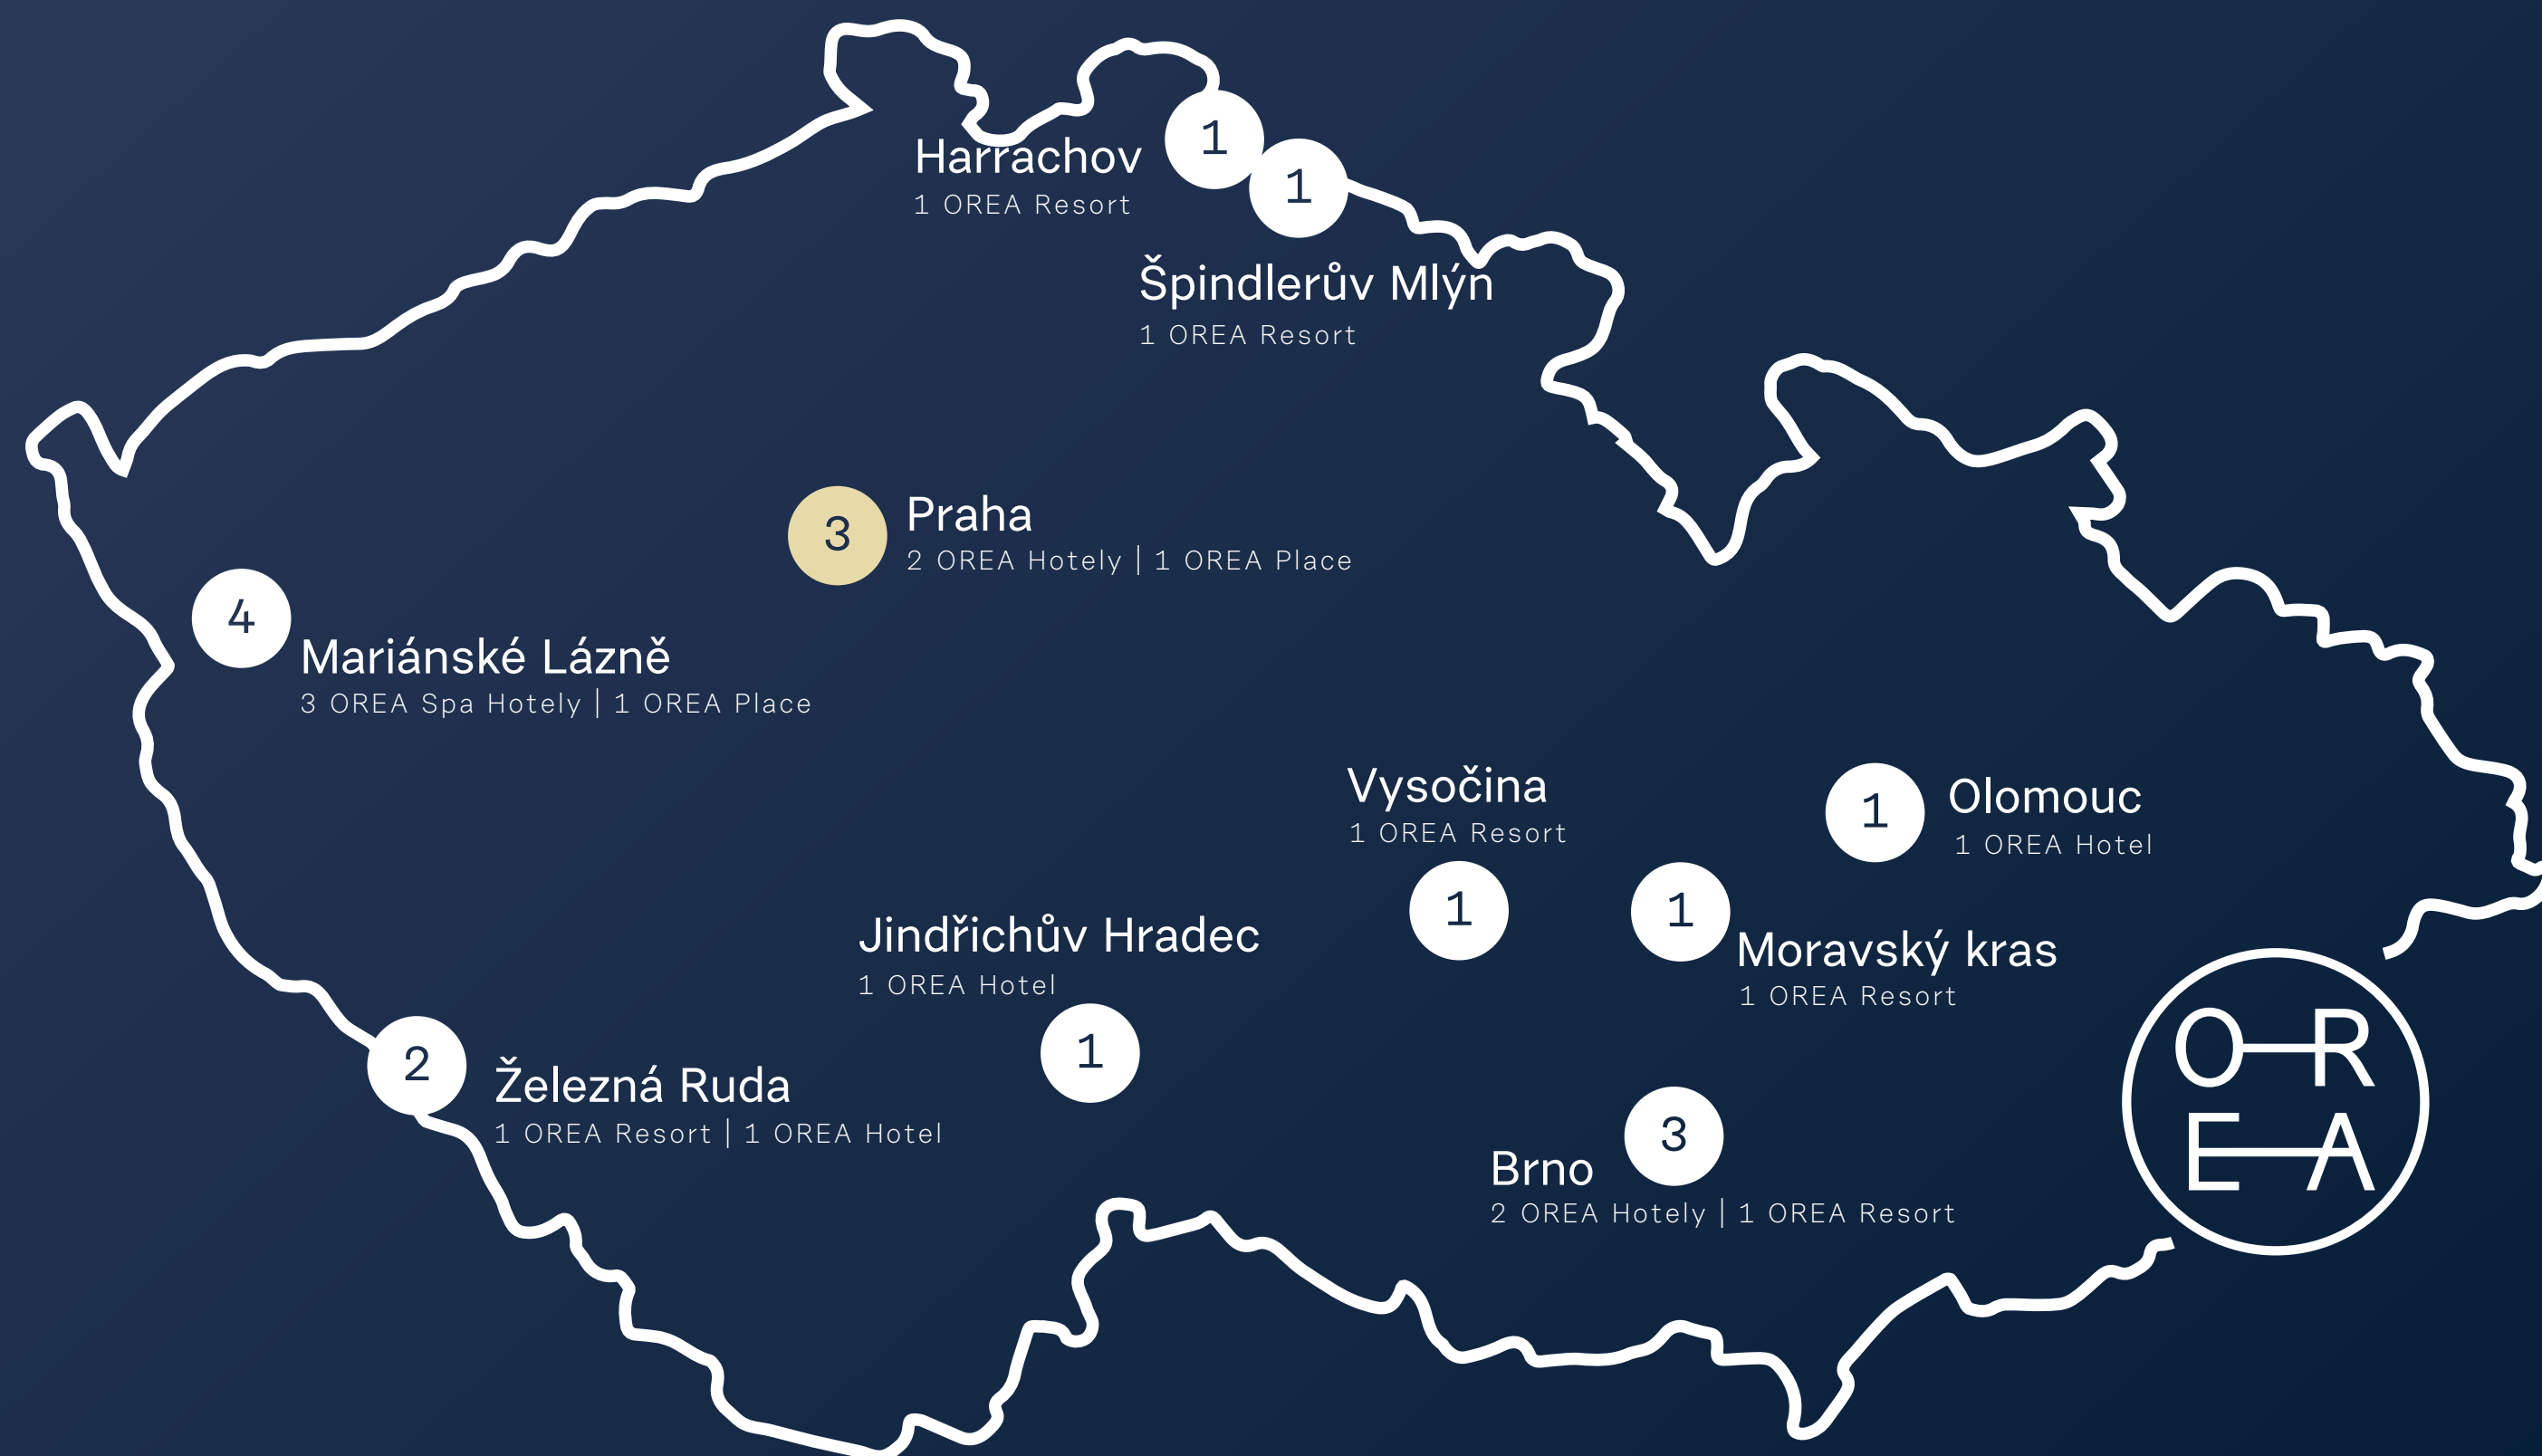 1
Harrachov
1 OREA Resort
1
Špindlerův Mlýn
1 OREA Resort
3
Praha
2 OREA Hotely | 1 OREA Place
4
Mariánské Lázně
3 OREA Spa Hotely | 1 OREA Place
Vysočina
1 OREA Resort
1
1
Olomouc
1 OREA Hotel
1
Moravský kras
1 OREA Resort
Jindřichův Hradec
1 OREA Hotel
1
2
Železná Ruda
1 OREA Resort | 1 OREA Hotel
3
Brno
2 OREA Hotely | 1 OREA Resort
O R
E A